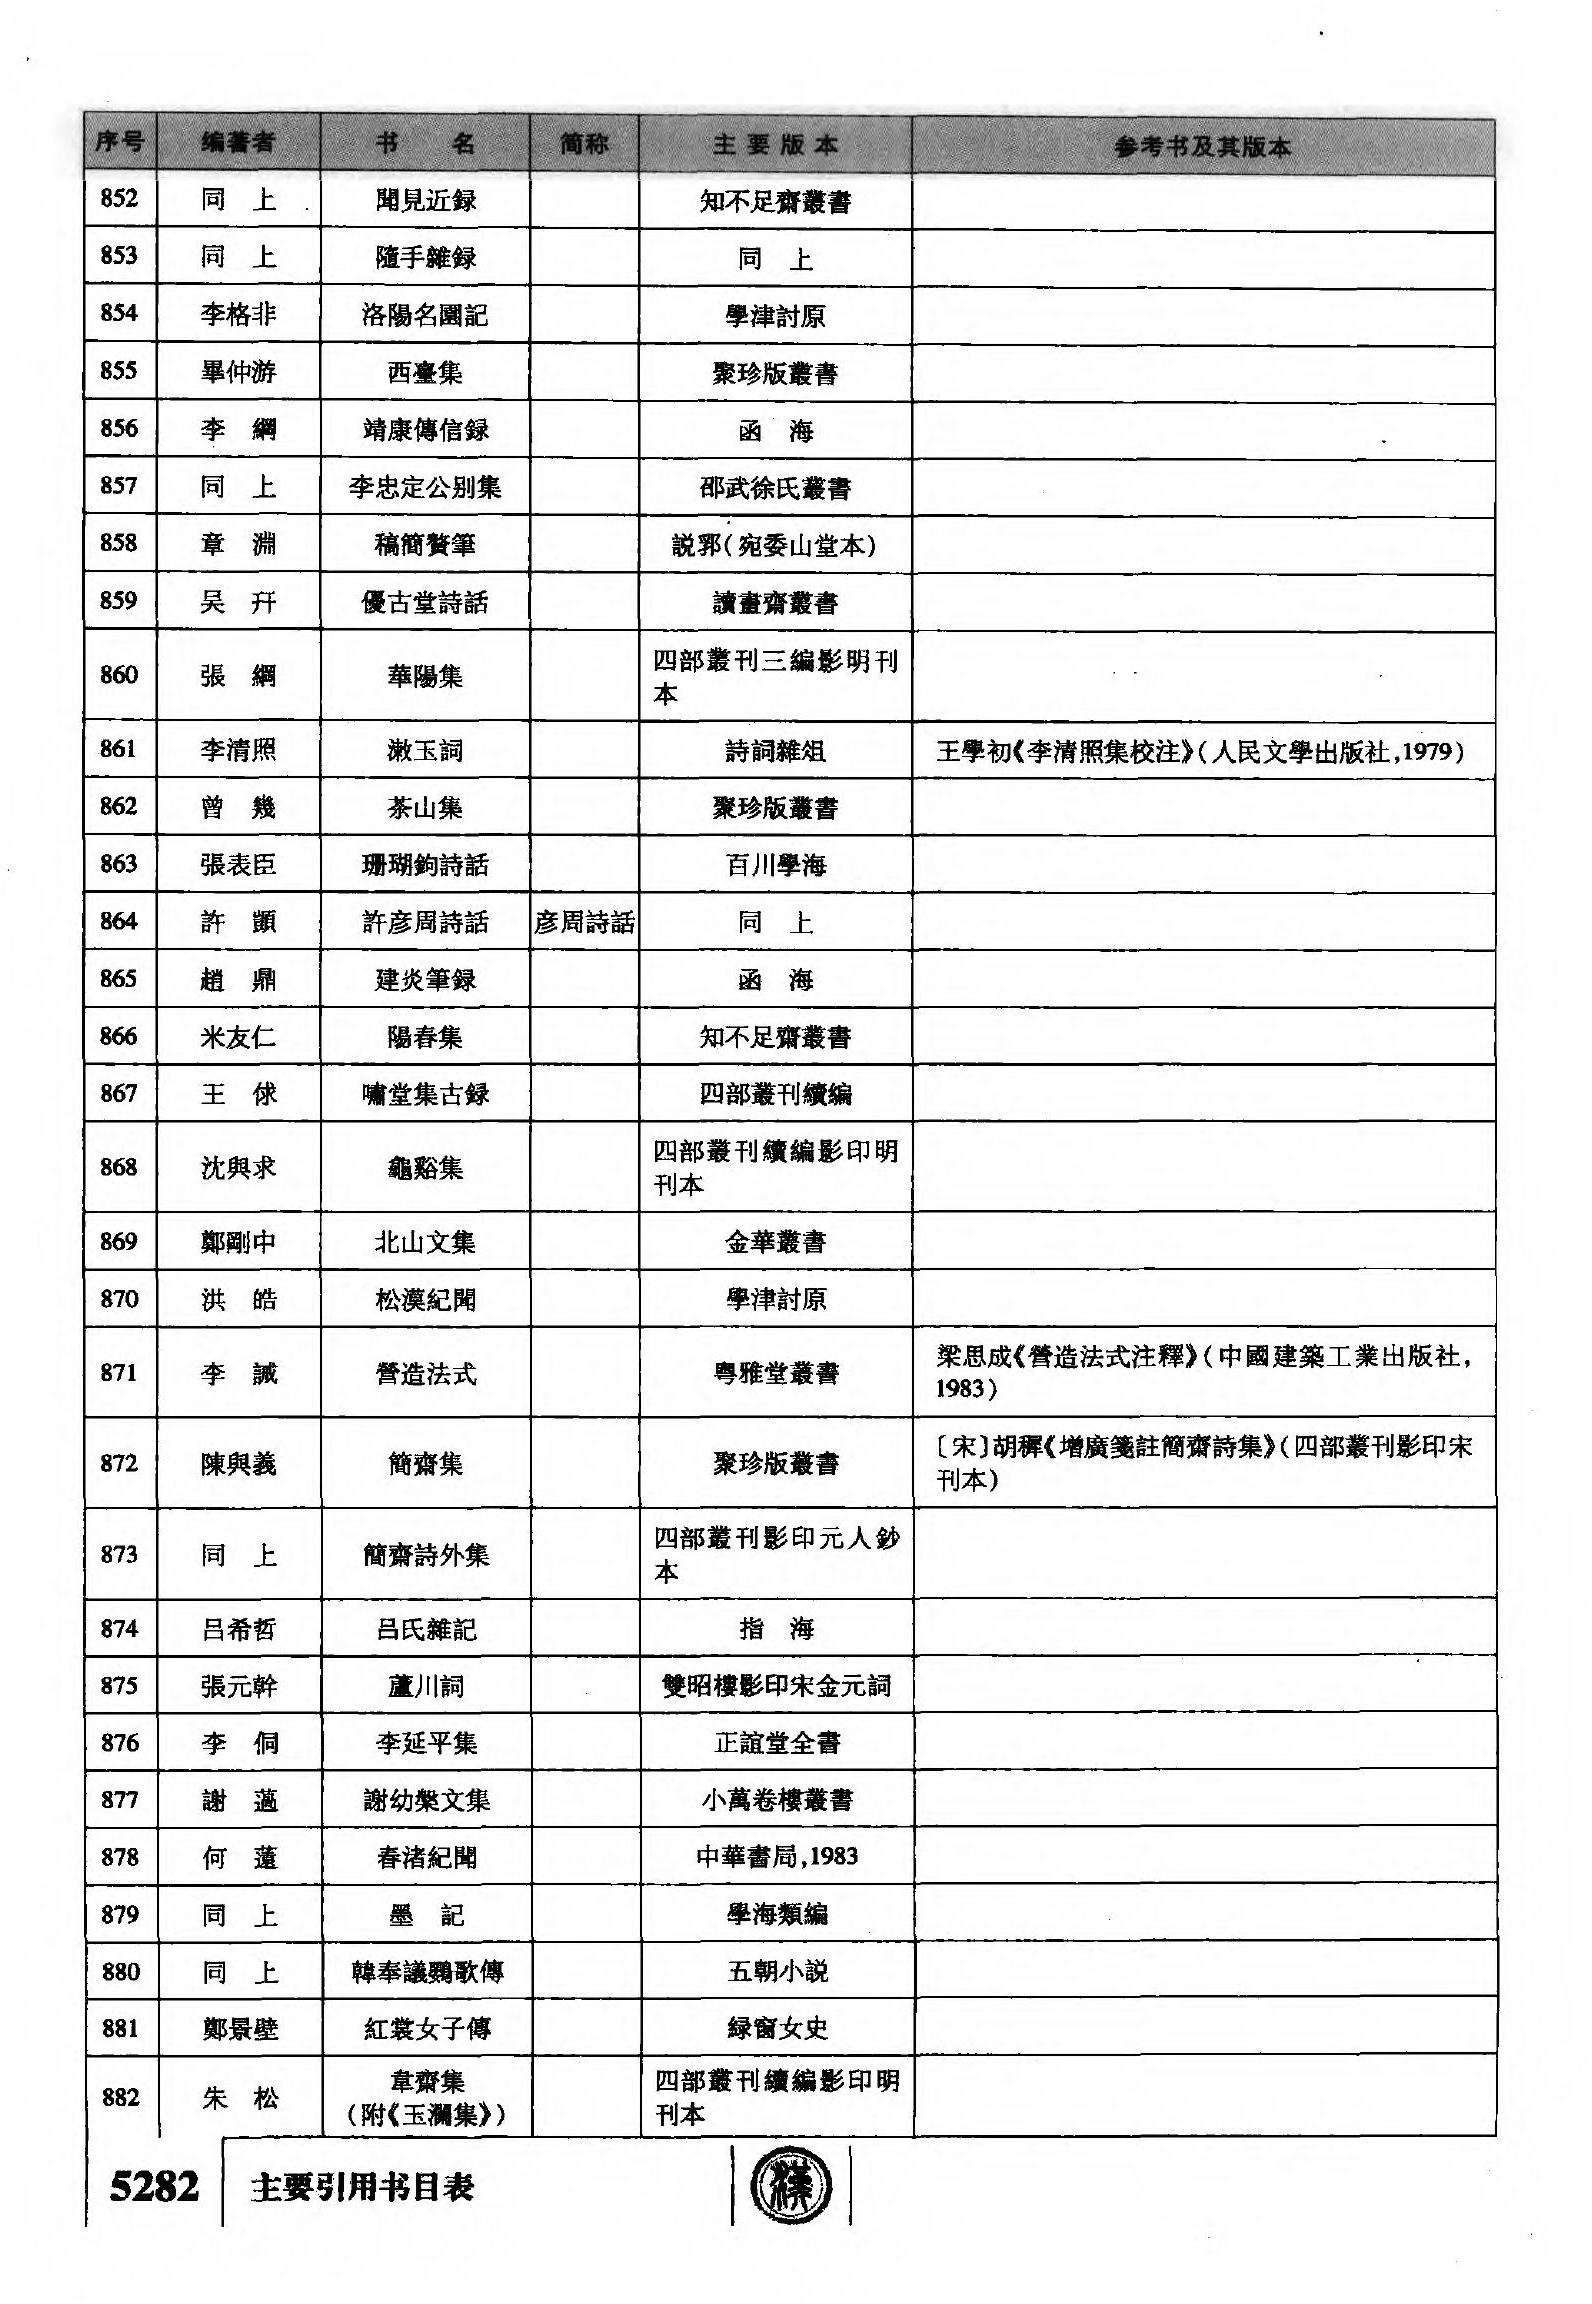 序号 编著者 书 名 简称 主要版本 参考书及其版本
852 同 上 聞見近録 知不足齋叢書
853 同 上 隨手雜録 同 上
854 李格非 洛陽名園記 學津討原
855 畢仲游 西臺集 聚珍版叢書
856 李 綱 靖康傳信録 函 海
857 同 上 李忠定公别集 邵武徐氏叢書
858 章 淵 稿簡贅筆 説郛(宛委山堂本)
859 吴 幵 優古堂詩話 讀畫齋叢書
860 張 綱 華陽集 四部叢刊三編影明刊
本
861 李清照 漱玉詞 詩詞雜俎 王學初《李清照集校注》(人民文學出版社,1979)
862 曾 幾 茶山集 聚珍版叢書
863 張表臣 珊瑚鉤詩話 百川學海
864 許 顗 許彦周詩話 彦周詩話 同 上
865 趙 鼎 建炎筆録 函 海
866 米友仁 陽春集 知不足齋叢書
867 王 俅 嘯堂集古録 四部叢刊續編
868 沈與求 龜谿集 四部叢刊續編影印明
刊本
869 鄭剛中 北山文集 金華叢書
870 洪 皓 松漠紀聞 學津討原
871 李 誡 營造法式 粤雅堂叢書 梁思成《營造法式注釋》(中國建築工業出版社,
1983)
872 陳與義 簡齋集 聚珍版叢書 〔宋〕胡穉《增廣箋註簡齋詩集》(四部叢刊影印宋
刊本)
873 同 上 簡齋詩外集 四部叢刊影印元人鈔
本
874 吕希哲 吕氏雜記 指 海
875 張元幹 蘆川詞 雙昭樓影印宋金元詞
876 李 侗 李延平集 正誼堂全書
877 謝 薖 謝幼槃文集 小萬卷樓叢書
878 何 薳 春渚紀聞 中華書局,1983
879 同 上 墨 記 學海類編
880 同 上 韓奉議鸚歌傳 五朝小説
881 鄭景璧 紅裳女子傳 緑窗女史
882 朱 松 韋齋集
(附《玉瀾集》) 四部叢刊續編影印明
刊本
5282 主要引用书目表 漢